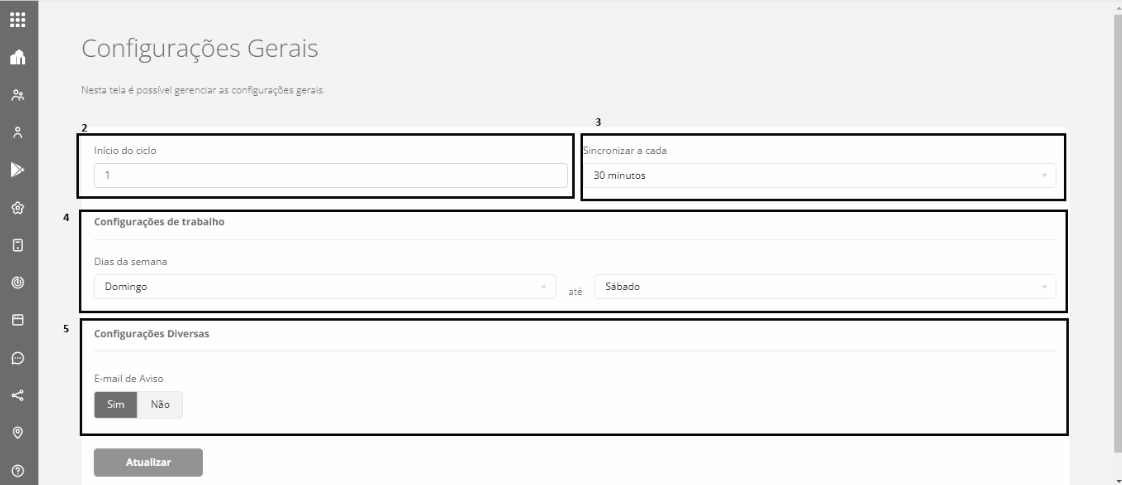 Configurações Gerais
Nesta tela é possível gerenciar as configurações gerais.
2
3
Início do ciclo
Sincronizar a cada
1
30 minutos
4
Configurações de trabalho
Dias da semana
Domingo
até
Sábado
5
Configurações Diversas
E-mail de Aviso
Sim
Não
Atualizar